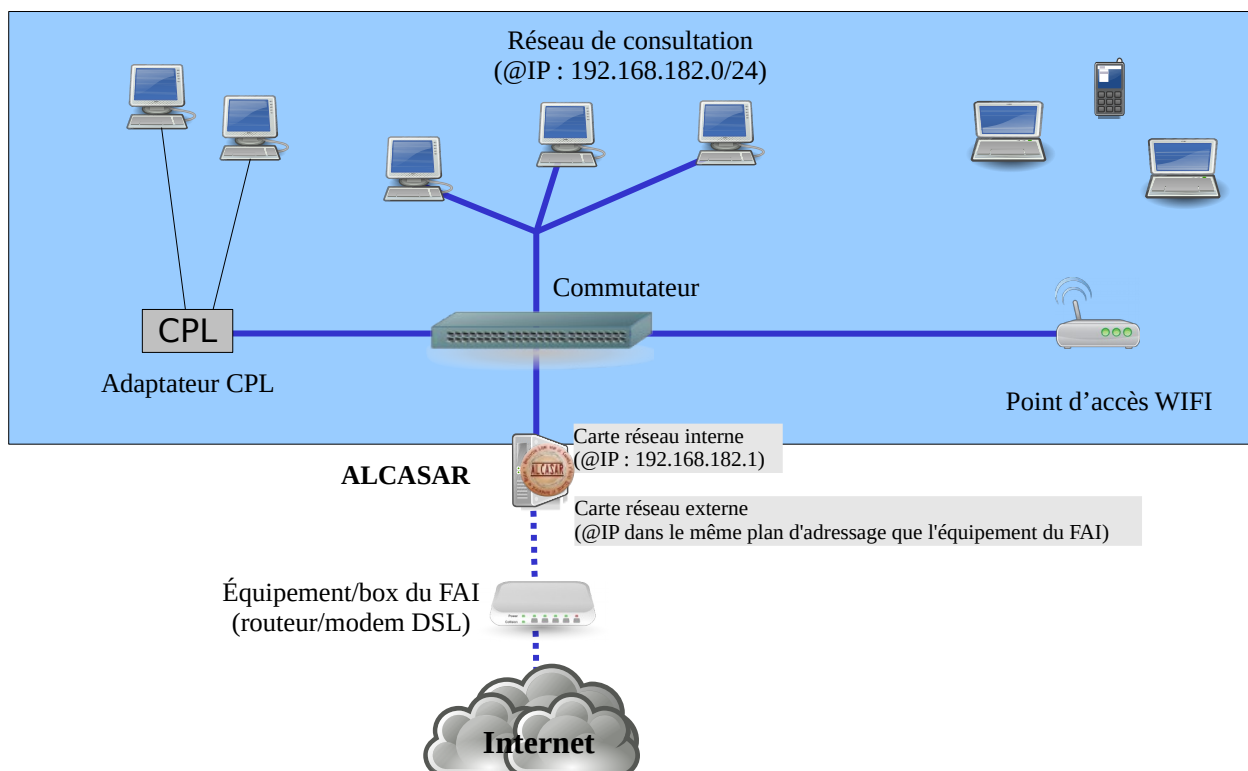 Réseau de consultation
(@IP : 192.168.182.0/24)
Commutateur
CPL
Adaptateur CPL
Point d’accès WIFI
Carte réseau interne
(@IP : 192.168.182.1)
ALCASAR
ALCASAR
Carte réseau externe
(@IP dans le même plan d'adressage que l'équipement du FAI)
Équipement/box du FAI
(routeur/modem DSL)
Power
Internet